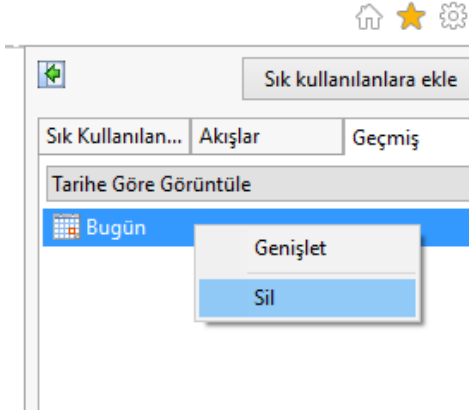 Sık kullanılanlara ekle
Sık Kullanılan... Akışlar Geçmiş
Tarihe Göre Görüntüle
Bugün
Genişlet
Sil